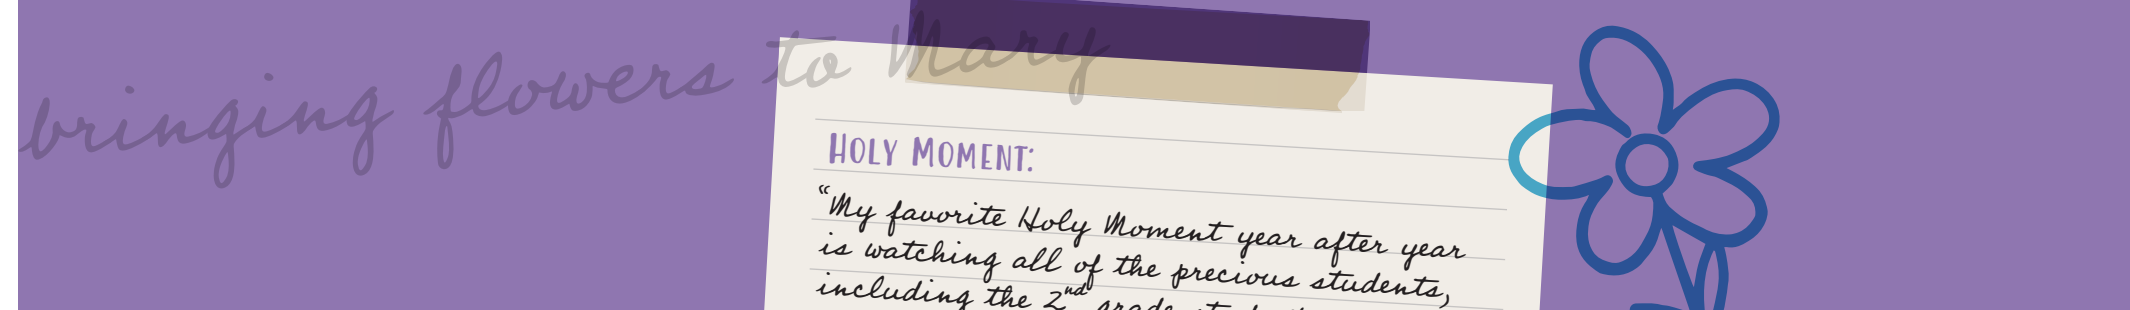 bringing flowers to Mary
HOLY MOMENT:
“My favorite Holy Moment year after year
is watching all of the precious students,
including the 2nd grade